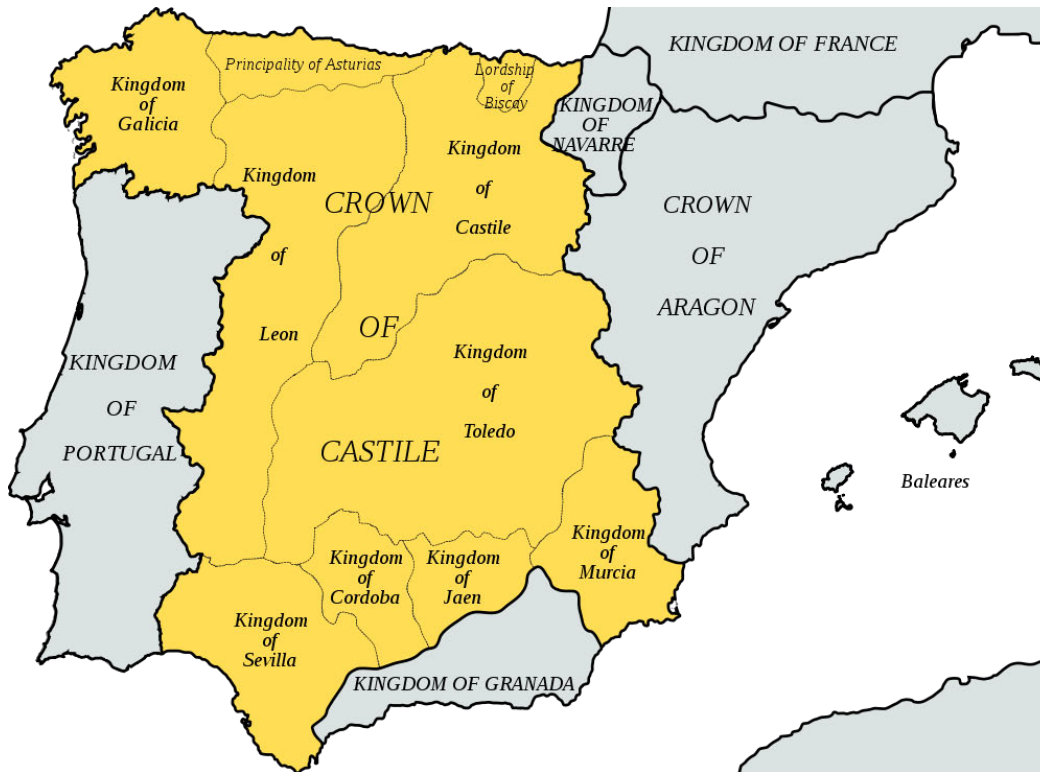 KINGDOM OF FRANCE
Principality of Asturias
Lordship
of
Biscay
Kingdom
of
Galicia
KINGDOM
OF
NAVARRE
Kingdom
of
Leon
Kingdom
of
Castile
CROWN
OF
CASTILE
CROWN
OF
ARAGON
KINGDOM
OF
PORTUGAL
Kingdom
of
Toledo
Baleares
Kingdom
of
Murcia
Kingdom
of
Cordoba
Kingdom
of
Jaen
Kingdom
of
Sevilla
KINGDOM OF GRANADA